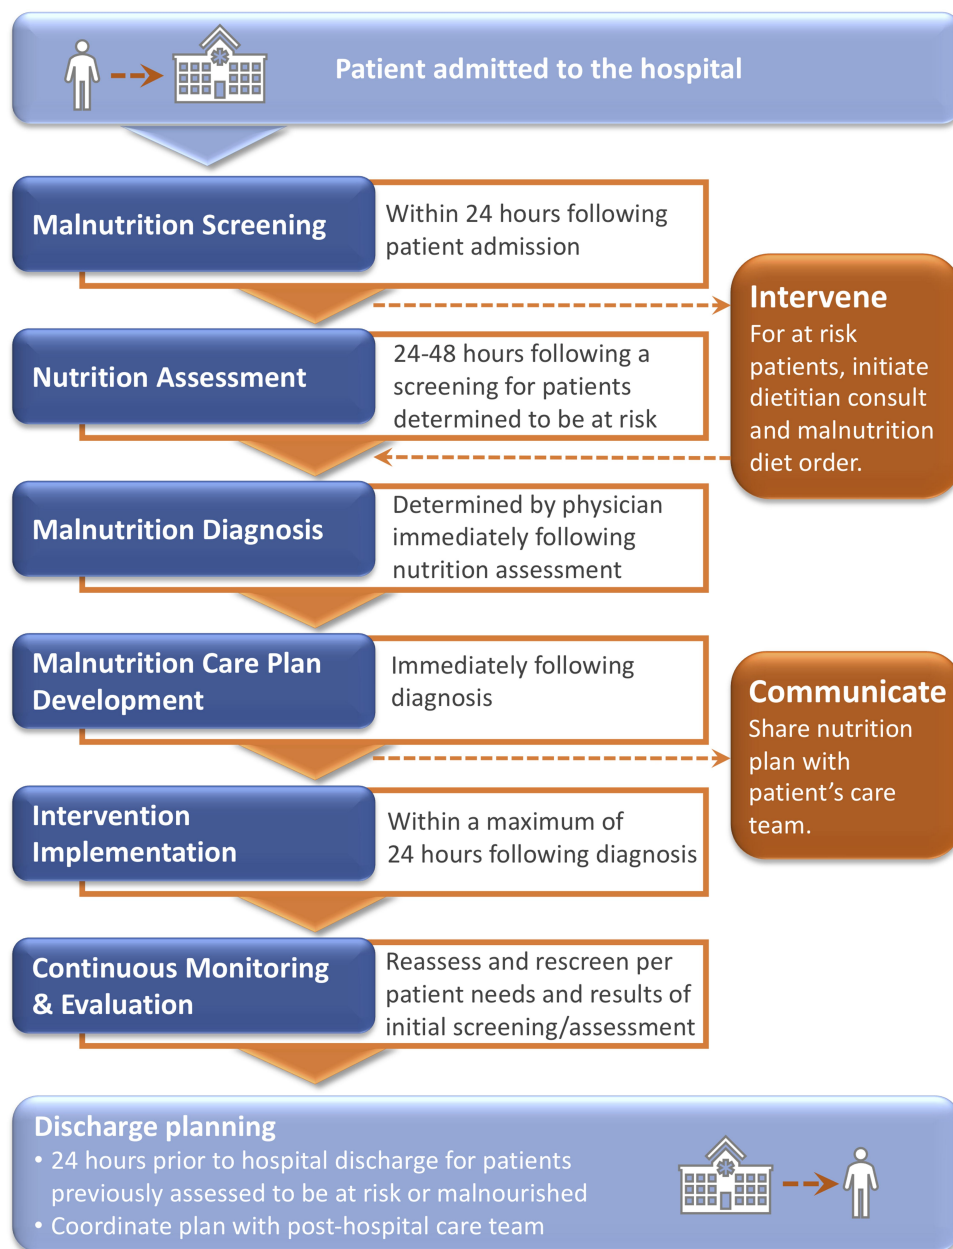 Patient admitted to the hospital
Malnutrition Screening
Within 24 hours following
patient admission
Intervene
For at risk
patients, initiate
dietitian consult
and malnutrition
diet order.
Nutrition Assessment
24-48 hours following a
screening for patients
determined to be at risk
Malnutrition Diagnosis
Determined by physician
immediately following
nutrition assessment
Malnutrition Care Plan
Development
Immediately following
diagnosis
Communicate
Share nutrition
plan with
patient’s care
team.
Intervention
Implementation
Within a maximum of
24 hours following diagnosis
Continuous Monitoring
& Evaluation
Reassess and rescreen per
patient needs and results of
initial screening/assessment
Discharge planning
• 24 hours prior to hospital discharge for patients
previously assessed to be at risk or malnourished
• Coordinate plan with post-hospital care team